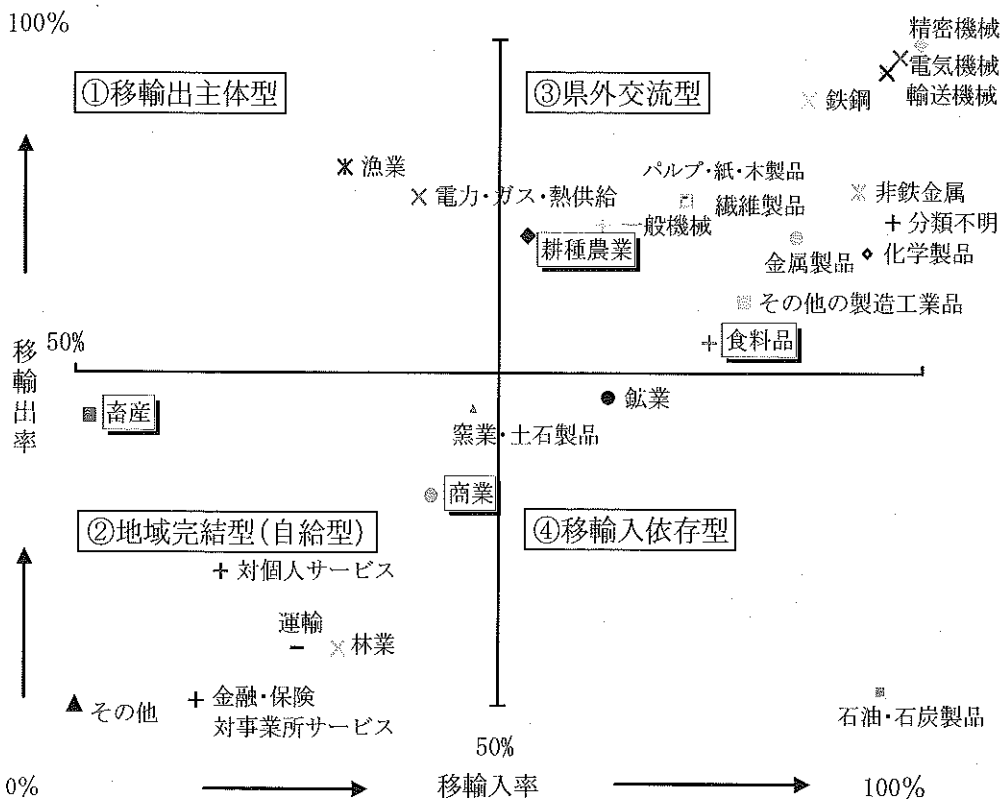 100%
精密機械
電気機械
輸送機械
①移輸出主体型
③県外交流型
鉄鋼
漁業
パルプ・紙・木製品
電力・ガス・熱供給
繊維製品
非鉄金属
一般機械
分類不明
耕種農業
金属製品
化学製品
その他の製造工業品
食料品
50%
移輸出率
畜産
鉱業
窯業・土石製品
商業
②地域完結型(自給型)
④移輸入依存型
対個人サービス
運輸
林業
その他
金融・保険
対事業所サービス
石油・石炭製品
50%
0%
移輸入率
100%